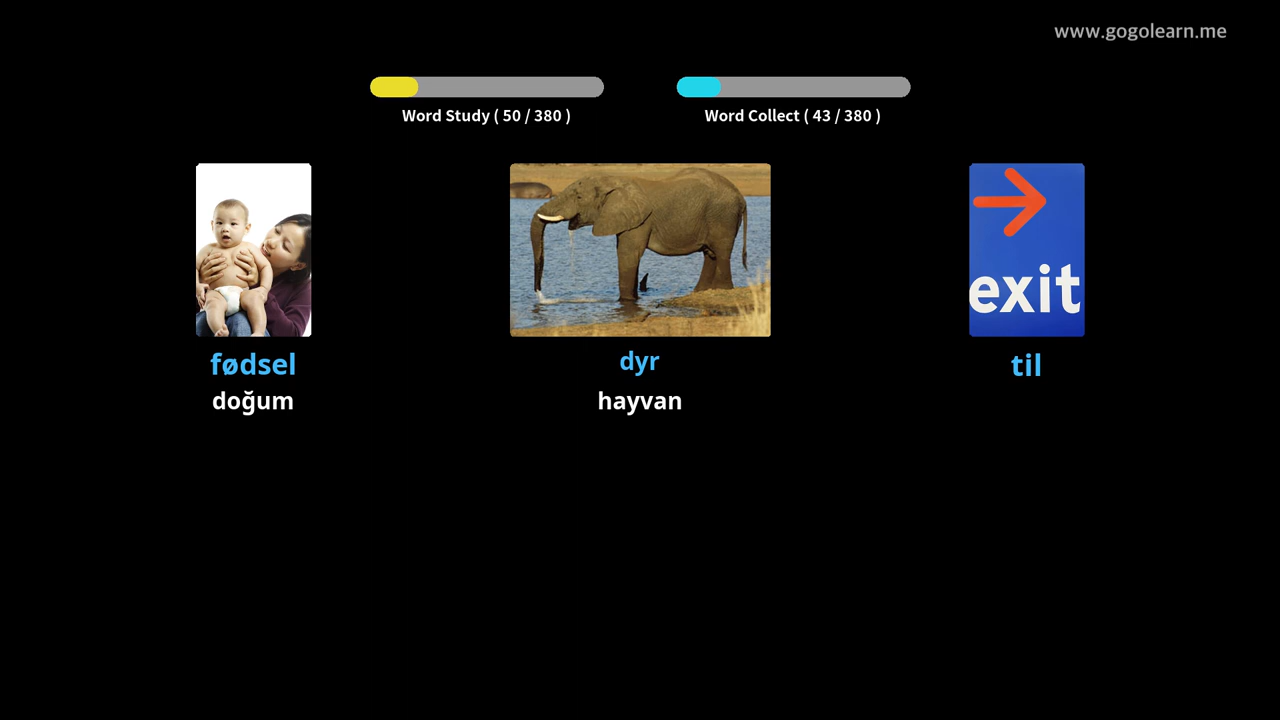 www.gogolearn.me
Word Study ( 50 / 380 )
Word Collect ( 43 / 380 )
exit
fødsel
dyr
til
doğum
hayvan